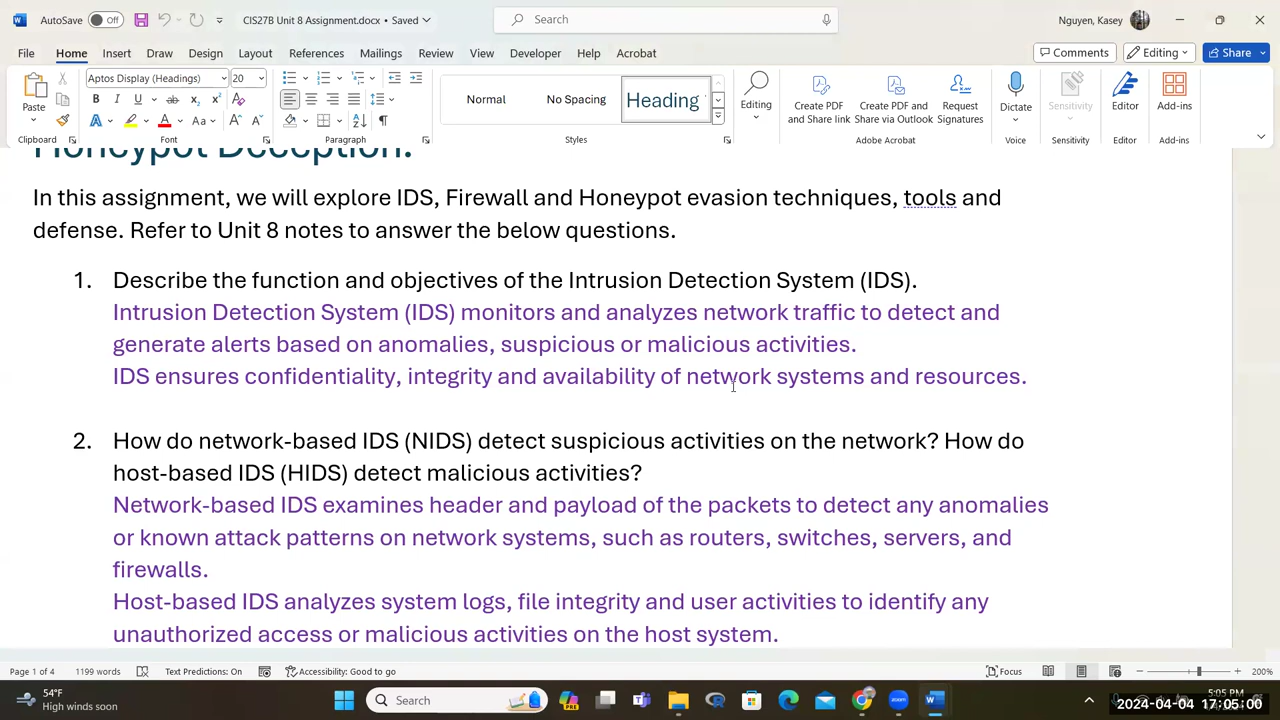 AutoSave Off CIS27B Unit 8 Assignment.docx • Saved Search Nguyen, Kasey
File Home Insert Draw Design Layout References Mailings Review View Developer Help Acrobat Comments Editing Share
Aptos Display (Headings) 20
Paste
B I U ab x₂ x²
A A Aa A A
Normal No Spacing Heading
Editing
Create PDF and Share link
Create PDF and Share via Outlook
Request Signatures
Dictate
Sensitivity
Editor
Add-ins
Clipboard Font Paragraph Styles Adobe Acrobat Voice Sensitivity Editor Add-ins
Honeypot Deception.
In this assignment, we will explore IDS, Firewall and Honeypot evasion techniques, tools and
defense. Refer to Unit 8 notes to answer the below questions.
1. Describe the function and objectives of the Intrusion Detection System (IDS).
Intrusion Detection System (IDS) monitors and analyzes network traffic to detect and
generate alerts based on anomalies, suspicious or malicious activities.
IDS ensures confidentiality, integrity and availability of network systems and resources.
2. How do network-based IDS (NIDS) detect suspicious activities on the network? How do
host-based IDS (HIDS) detect malicious activities?
Network-based IDS examines header and payload of the packets to detect any anomalies
or known attack patterns on network systems, such as routers, switches, servers, and
firewalls.
Host-based IDS analyzes system logs, file integrity and user activities to identify any
unauthorized access or malicious activities on the host system.
Page 1 of 4 1199 words Text Predictions: On Accessibility: Good to go Focus 200%
54°F
High winds soon
Search
5:05 PM
2024-04-04 17:05:00